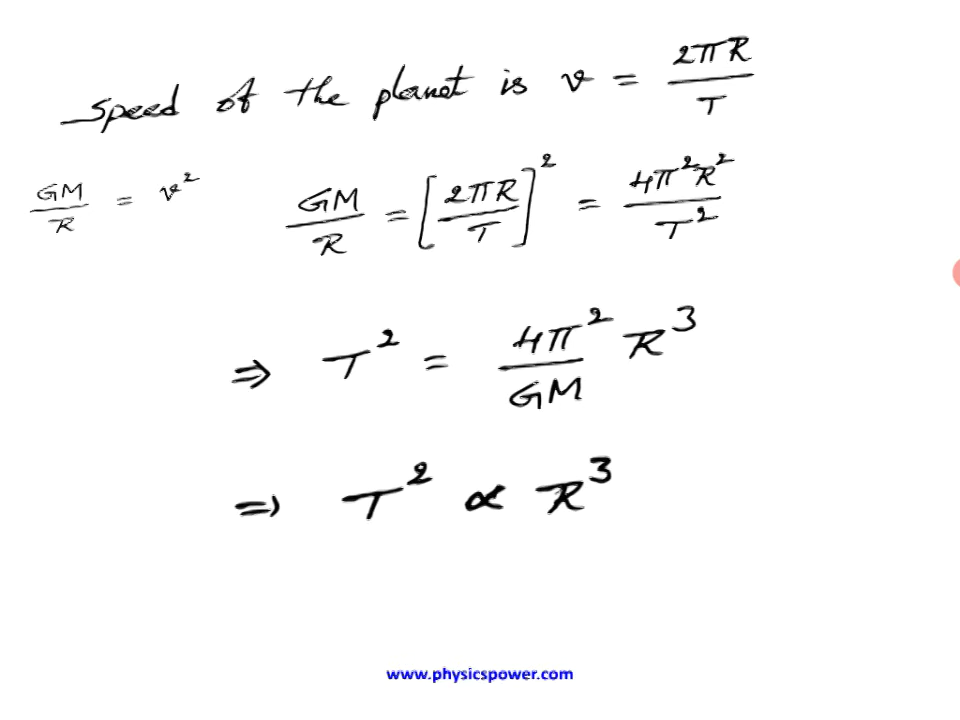 Speed of the planet is v = 2πR/T
GM/R = v² GM/R = [2πR/T]² = 4π²R²/T²
⇒ T² = 4π²/GM R³
⇒ T² ∝ R³
www.physicspower.com